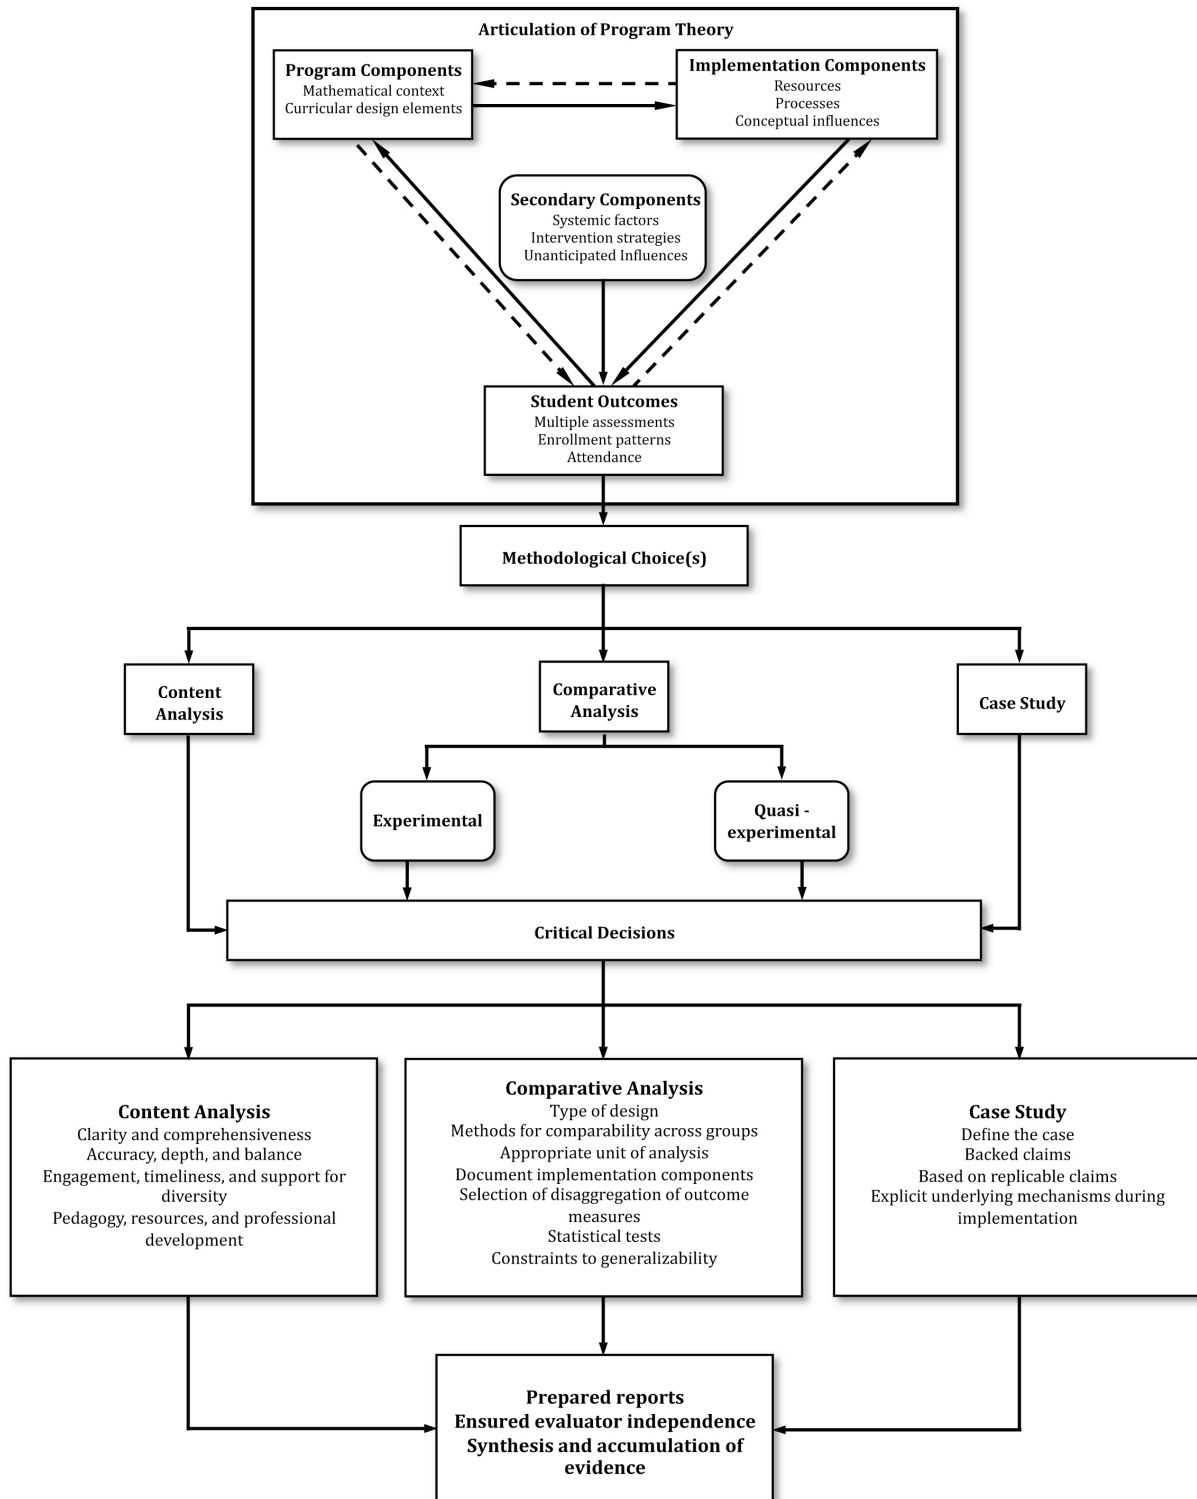 Articulation of Program Theory
Program Components
Mathematical context
Curricular design elements
Implementation Components
Resources
Processes
Conceptual influences
Secondary Components
Systemic factors
Intervention strategies
Unanticipated Influences
Student Outcomes
Multiple assessments
Enrollment patterns
Attendance
Methodological Choice(s)
Content
Analysis
Comparative
Analysis
Case Study
Experimental
Quasi -
experimental
Critical Decisions
Content Analysis
Clarity and comprehensiveness
Accuracy, depth, and balance
Engagement, timeliness, and support for
diversity
Pedagogy, resources, and professional
development
Comparative Analysis
Type of design
Methods for comparability across groups
Appropriate unit of analysis
Document implementation components
Selection of disaggregation of outcome
measures
Statistical tests
Constraints to generalizability
Case Study
Define the case
Backed claims
Based on replicable claims
Explicit underlying mechanisms during
implementation
Prepared reports
Ensured evaluator independence
Synthesis and accumulation of
evidence